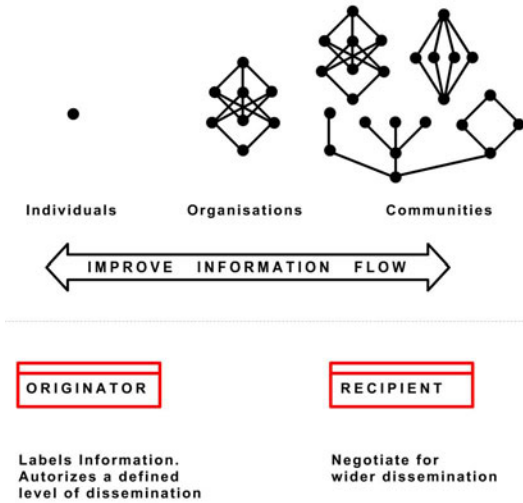 Individuals Organisations Communities
IMPROVE INFORMATION FLOW
ORIGINATOR
RECIPIENT
Labels Information.
Autorizes a defined
level of dissemination
Negotiate for
wider dissemination